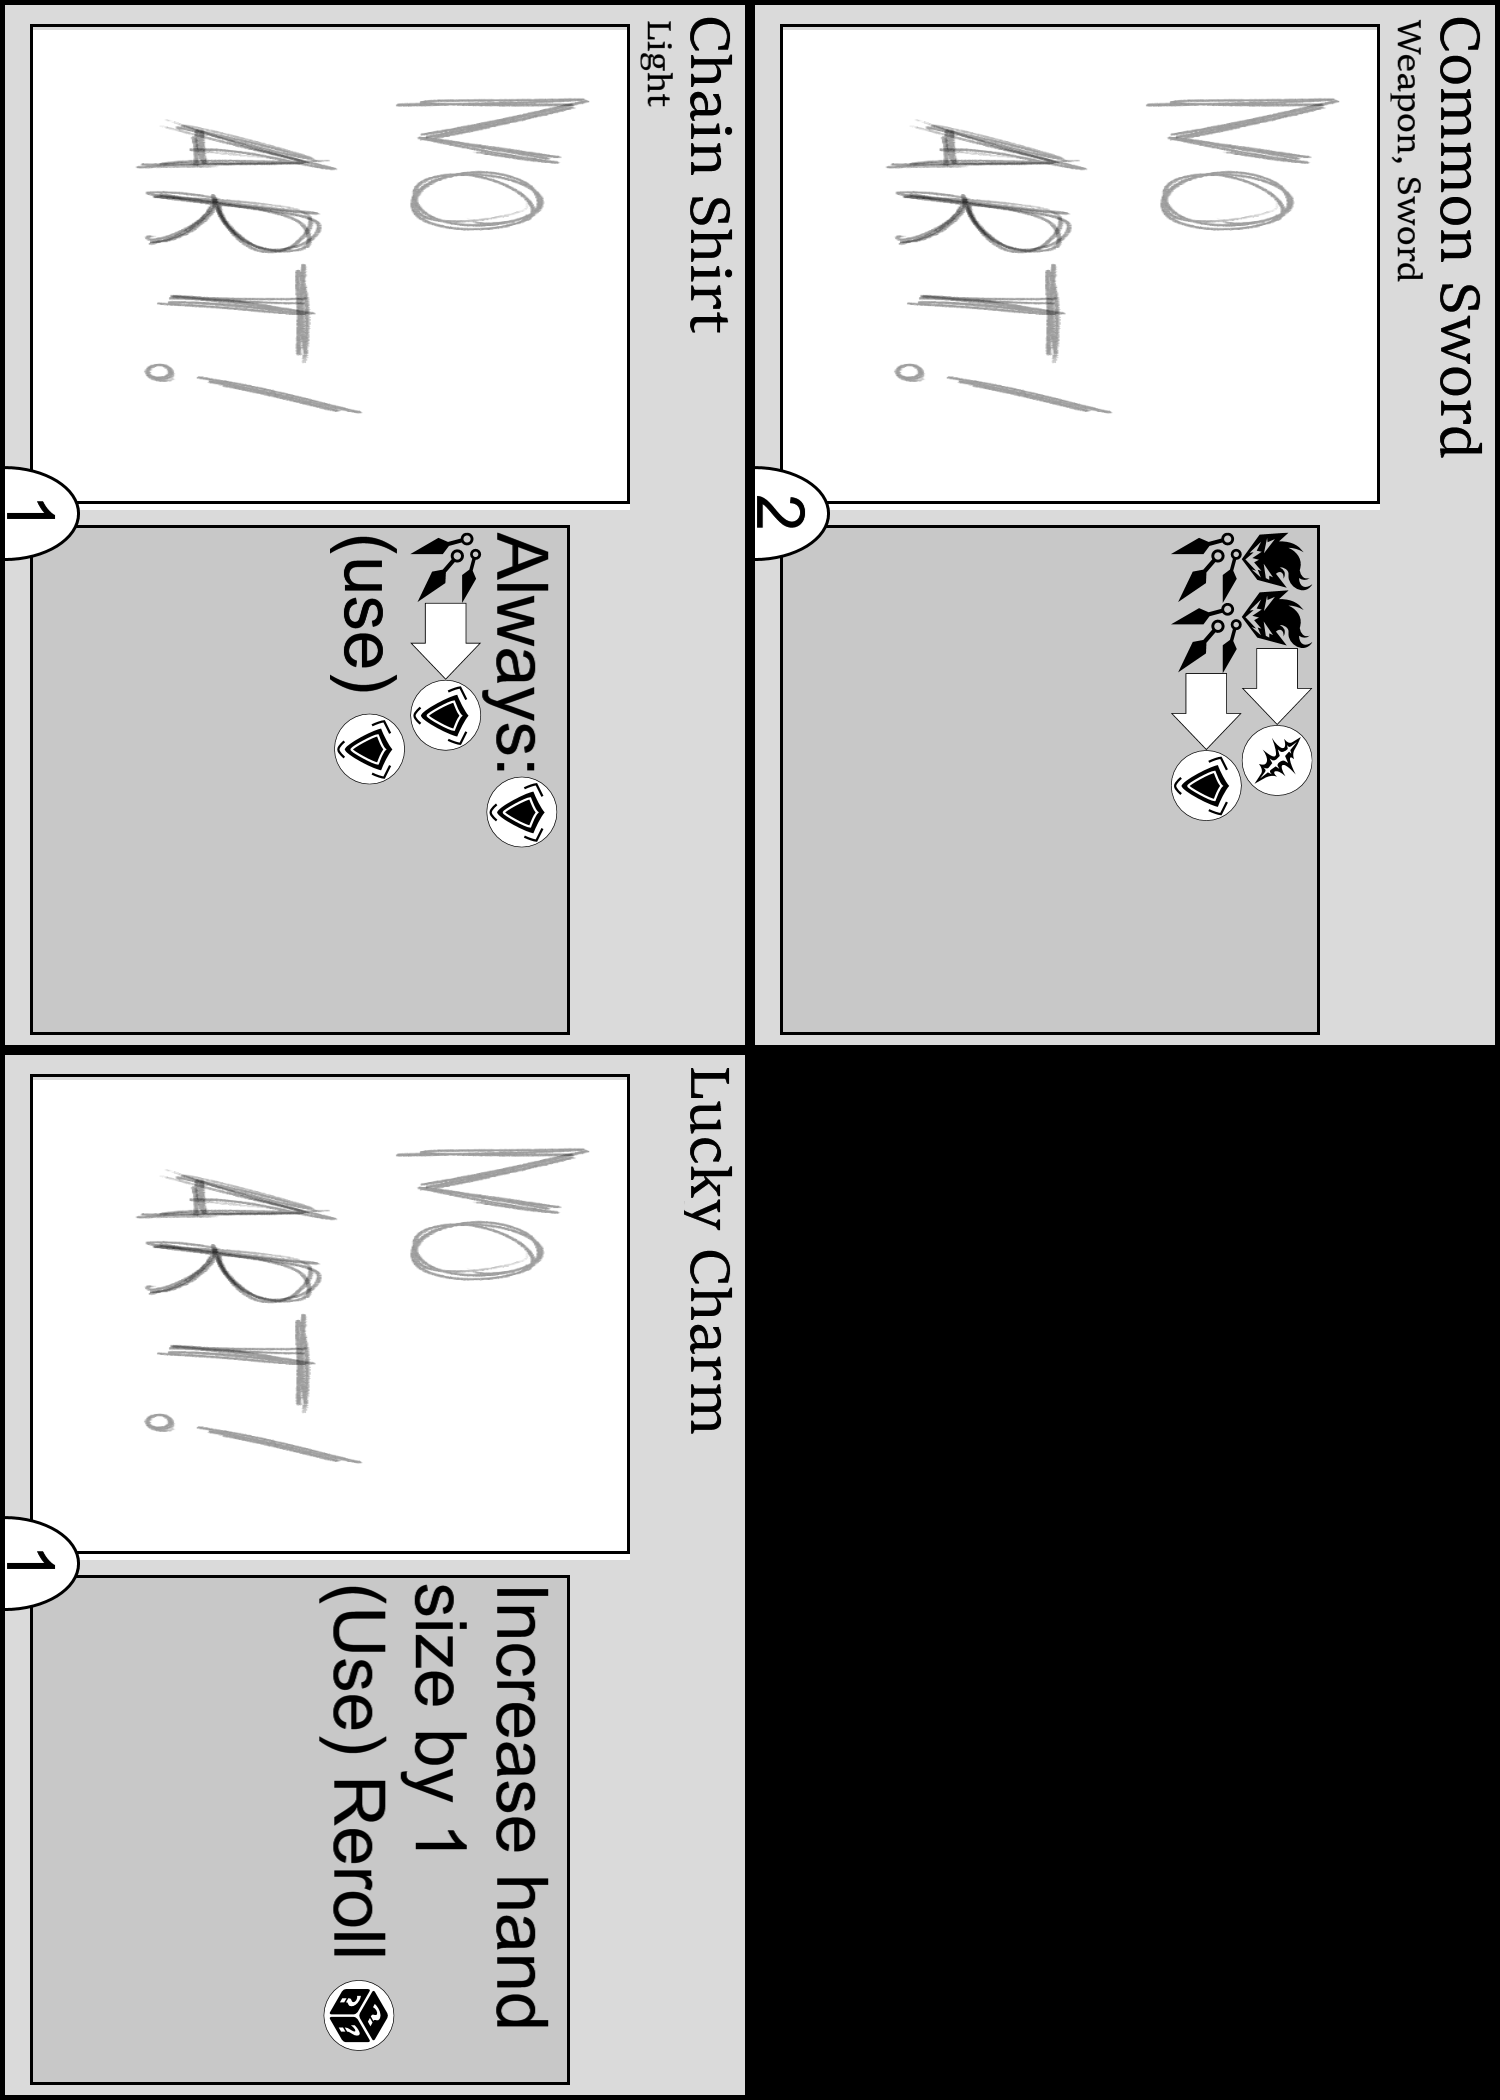 Common Sword
Weapon, Sword
NO
ART!
2
Chain Shirt
Light
NO
ART!
1
Always:
(use)
Lucky Charm
NO
ART!
1
Increase hand
size by 1
(Use) Reroll